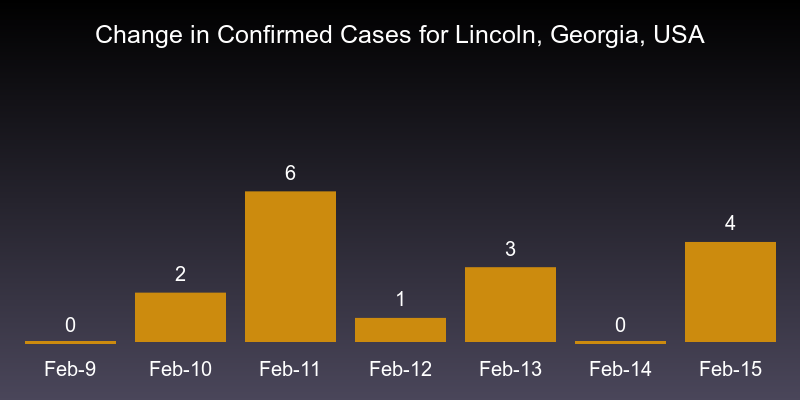 Change in Confirmed Cases for Lincoln, Georgia, USA
0 2 6 1 3 0 4
Feb-9 Feb-10 Feb-11 Feb-12 Feb-13 Feb-14 Feb-15